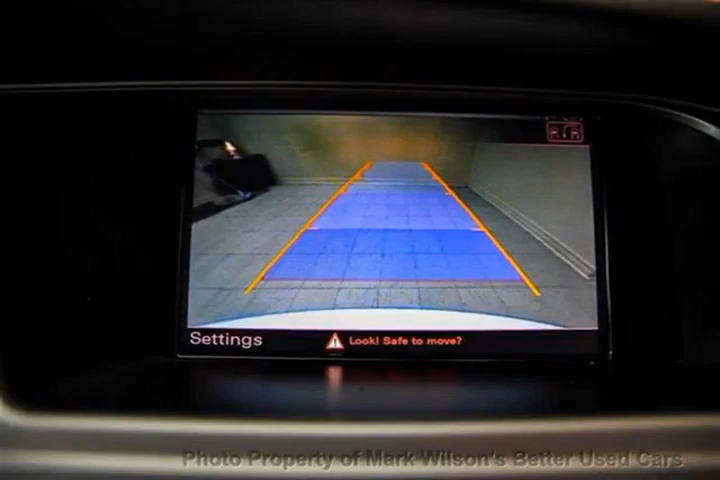 Settings
Look! Safe to move?
Photo Property of Mark Wilson's Better Used Cars